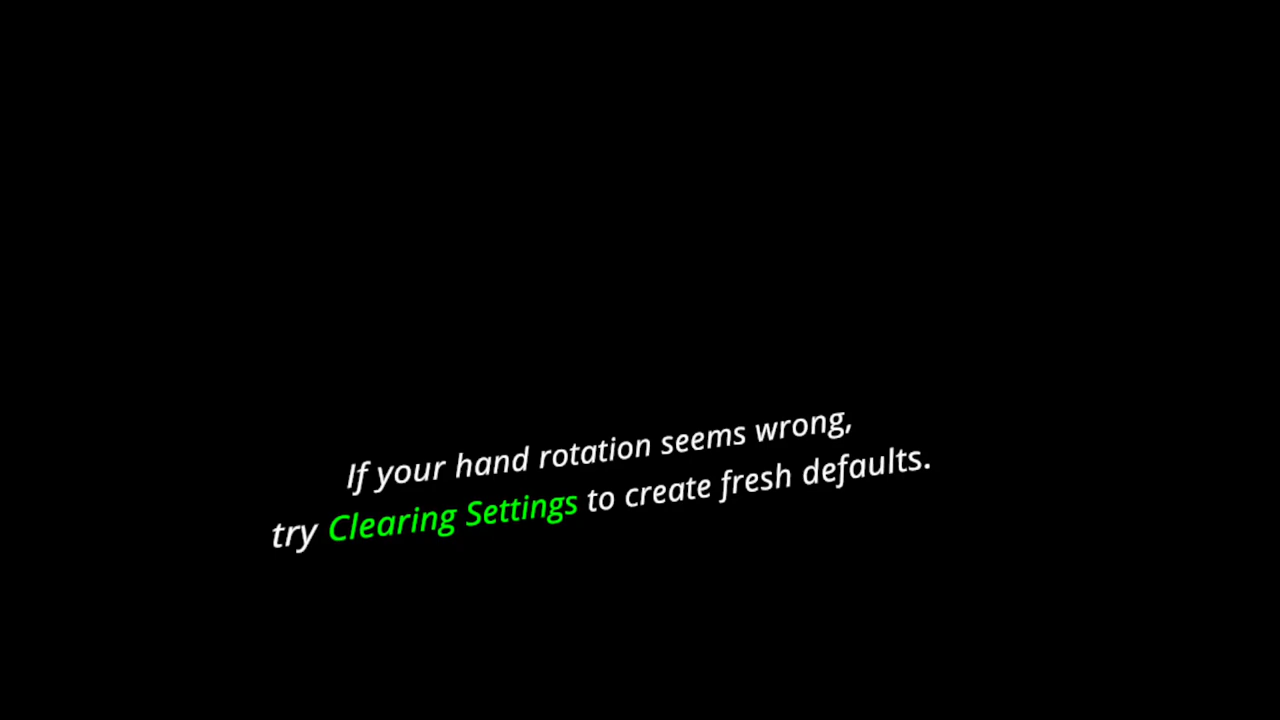 If your hand rotation seems wrong,
try Clearing Settings to create fresh defaults.